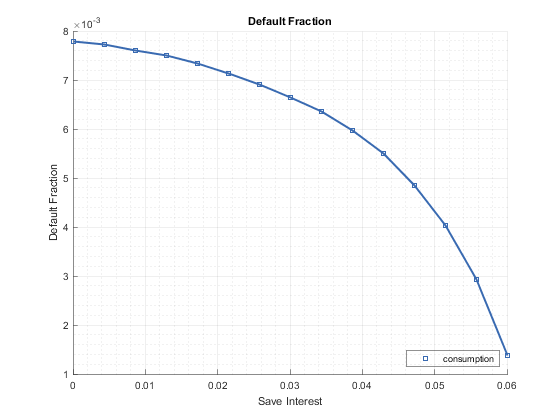 Default Fraction
×10⁻³
8
7
6
5
4
3
2
1
Default Fraction
0 0.01 0.02 0.03 0.04 0.05 0.06
Save Interest
consumption